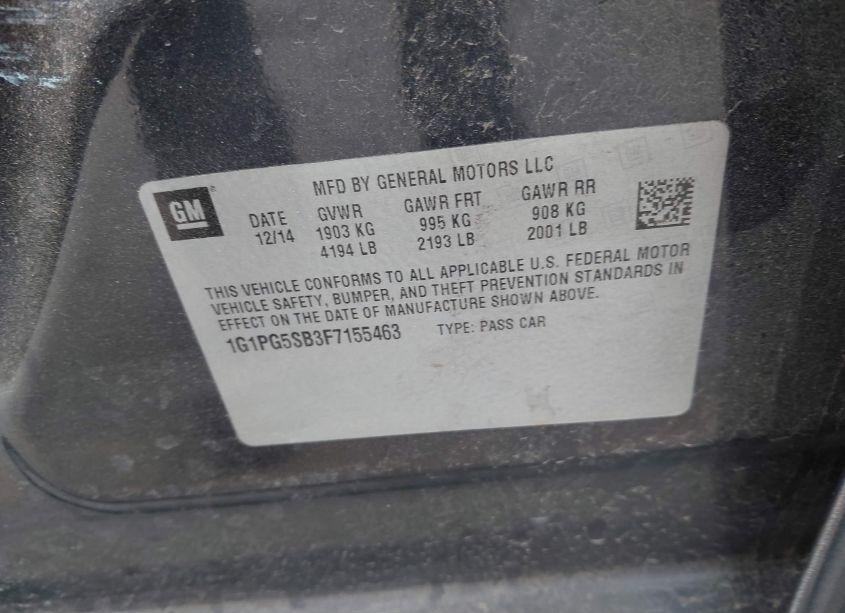 MFD BY GENERAL MOTORS LLC
GM
DATE GVWR GAWR FRT GAWR RR
12/14 1903 KG 995 KG 908 KG
4194 LB 2193 LB 2001 LB
THIS VEHICLE CONFORMS TO ALL APPLICABLE U.S. FEDERAL MOTOR
VEHICLE SAFETY, BUMPER, AND THEFT PREVENTION STANDARDS IN
EFFECT ON THE DATE OF MANUFACTURE SHOWN ABOVE.
1G1PG5SB3F7155463 TYPE: PASS CAR